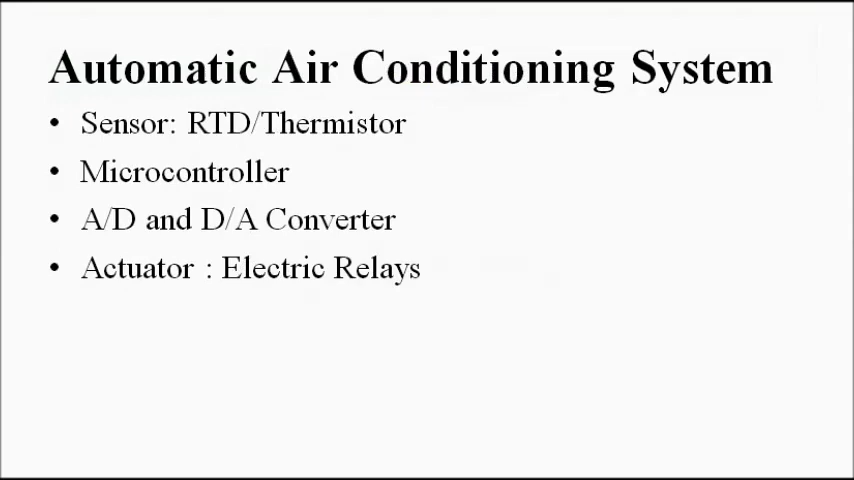 Automatic Air Conditioning System
• Sensor: RTD/Thermistor
• Microcontroller
• A/D and D/A Converter
• Actuator : Electric Relays